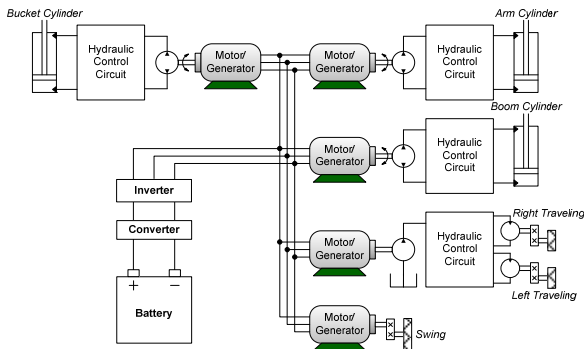 Bucket Cylinder
Arm Cylinder
Hydraulic
Control
Circuit
Motor/
Generator
Motor/
Generator
Hydraulic
Control
Circuit
Boom Cylinder
Motor/
Generator
Hydraulic
Control
Circuit
Inverter
Converter
+ −
Battery
Motor/
Generator
Hydraulic
Control
Circuit
Right Traveling
Left Traveling
Motor/
Generator
Swing